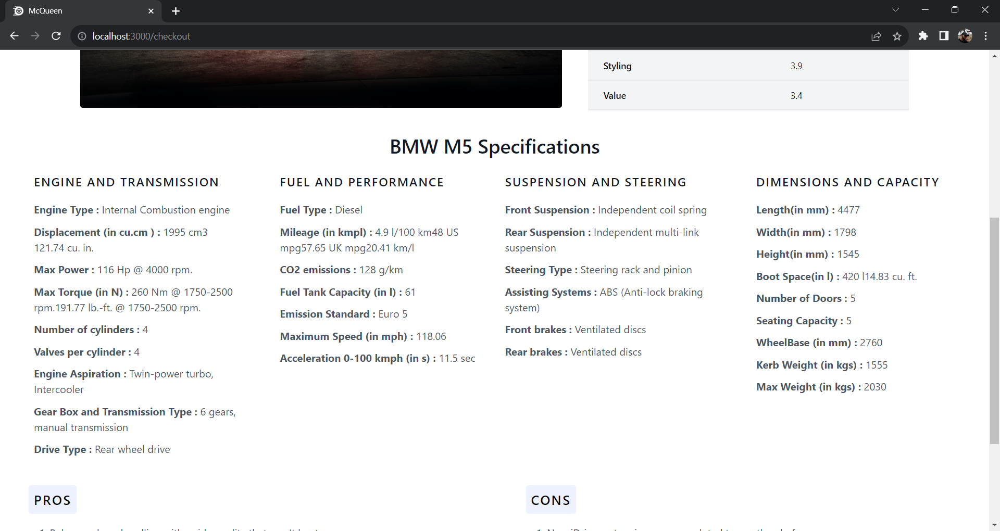 McQueen
localhost:3000/checkout
Styling 3.9
Value 3.4
BMW M5 Specifications
ENGINE AND TRANSMISSION
Engine Type : Internal Combustion engine
Displacement (in cu.cm ) : 1995 cm3
121.74 cu. in.
Max Power : 116 Hp @ 4000 rpm.
Max Torque (in N) : 260 Nm @ 1750-2500
rpm.191.77 lb.-ft. @ 1750-2500 rpm.
Number of cylinders : 4
Valves per cylinder : 4
Engine Aspiration : Twin-power turbo,
Intercooler
Gear Box and Transmission Type : 6 gears,
manual transmission
Drive Type : Rear wheel drive
FUEL AND PERFORMANCE
Fuel Type : Diesel
Mileage (in kmpl) : 4.9 l/100 km48 US
mpg57.65 UK mpg20.41 km/l
CO2 emissions : 128 g/km
Fuel Tank Capacity (in l) : 61
Emission Standard : Euro 5
Maximum Speed (in mph) : 118.06
Acceleration 0-100 kmph (in s) : 11.5 sec
SUSPENSION AND STEERING
Front Suspension : Independent coil spring
Rear Suspension : Independent multi-link
suspension
Steering Type : Steering rack and pinion
Assisting Systems : ABS (Anti-lock braking
system)
Front brakes : Ventilated discs
Rear brakes : Ventilated discs
DIMENSIONS AND CAPACITY
Length(in mm) : 4477
Width(in mm) : 1798
Height(in mm) : 1545
Boot Space(in l) : 420 l14.83 cu. ft.
Number of Doors : 5
Seating Capacity : 5
WheelBase (in mm) : 2760
Kerb Weight (in kgs) : 1555
Max Weight (in kgs) : 2030
PROS
CONS